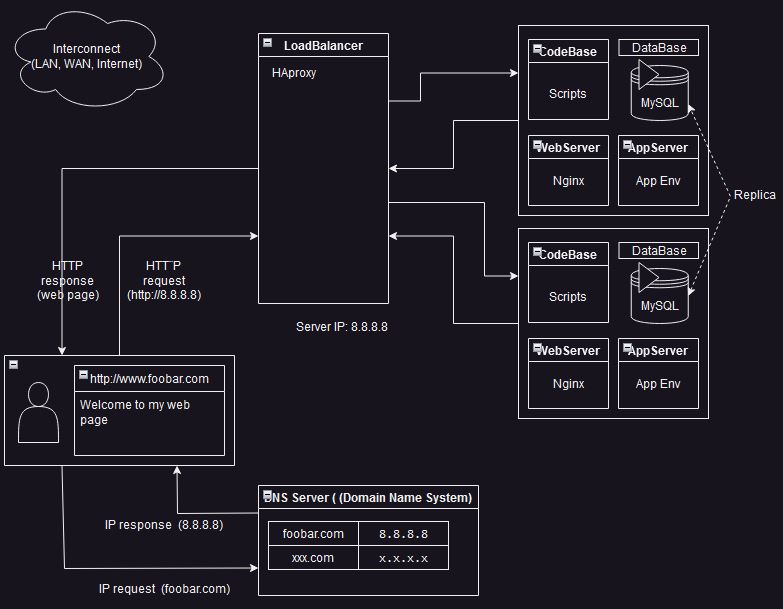 Interconnect
(LAN, WAN, Internet)
LoadBalancer
HAproxy
CodeBase
Scripts
DataBase
MySQL
WebServer
Nginx
AppServer
App Env
Replica
CodeBase
Scripts
DataBase
MySQL
WebServer
Nginx
AppServer
App Env
HTTP
response
(web page)
HTT¨P
request
(http://8.8.8.8)
Server IP: 8.8.8.8
http://www.foobar.com
Welcome to my web
page
IP response (8.8.8.8)
IP request (foobar.com)
DNS Server ( (Domain Name System)
foobar.com 8.8.8.8
xxx.com x.x.x.x